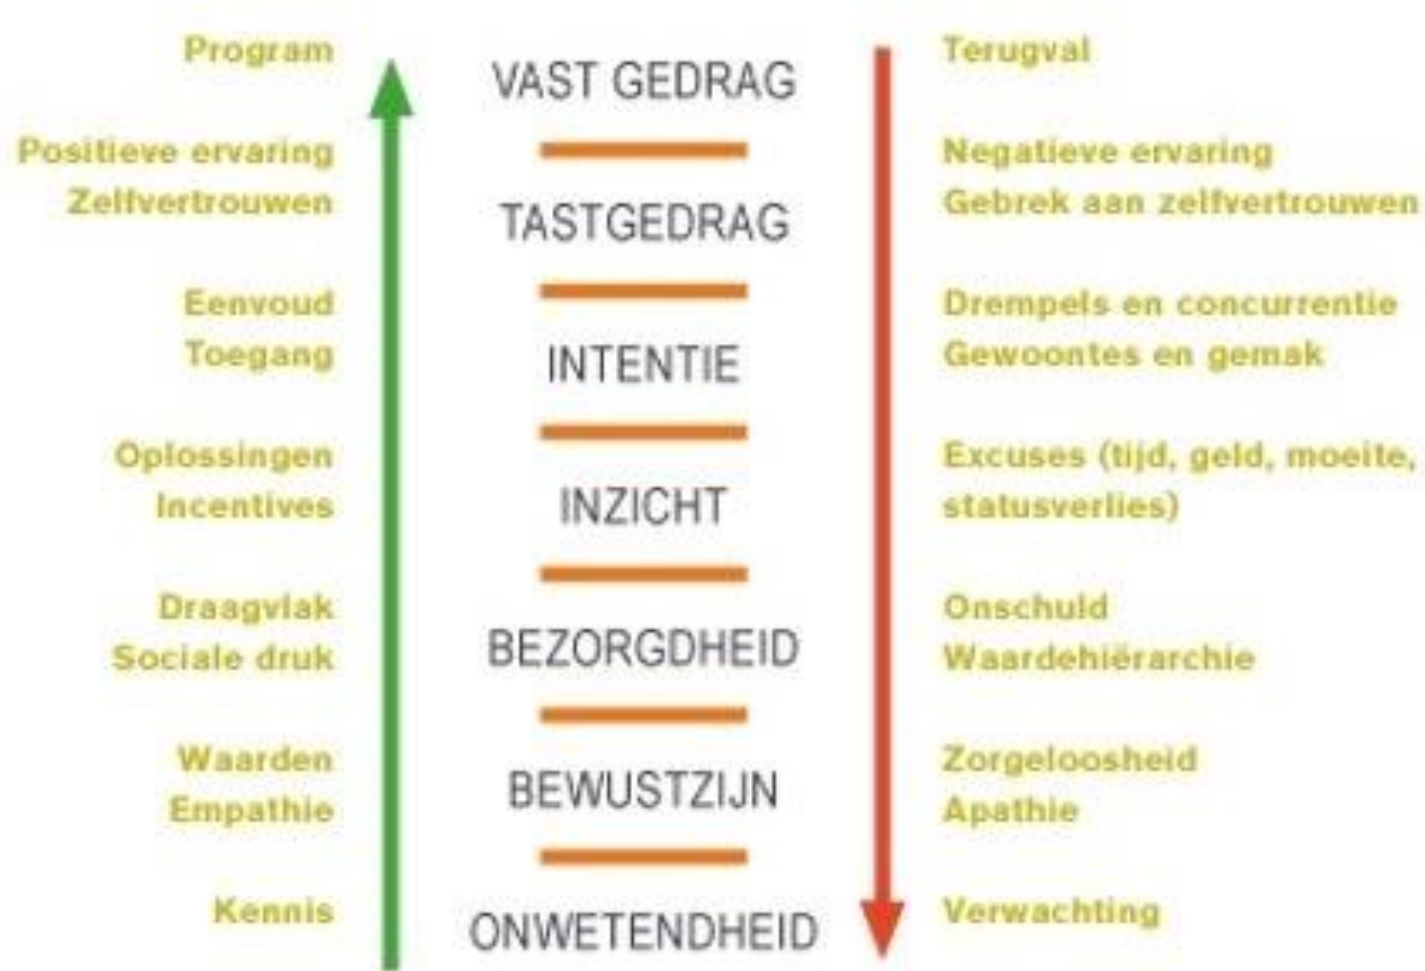 Program
VAST GEDRAG
Terugval
Positieve ervaring
Zelfvertrouwen
TASTGEDRAG
Negatieve ervaring
Gebrek aan zelfvertrouwen
Eenvoud
Toegang
INTENTIE
Drempels en concurrentie
Gewoontes en gemak
Oplossingen
Incentives
INZICHT
Excuses (tijd, geld, moeite,
statusverlies)
Draagvlak
Sociale druk
BEZORGDHEID
Onschuld
Waardehiërarchie
Waarden
Empathie
BEWUSTZIJN
Zorgeloosheid
Apathie
Kennis
ONWETENDHEID
Verwachting